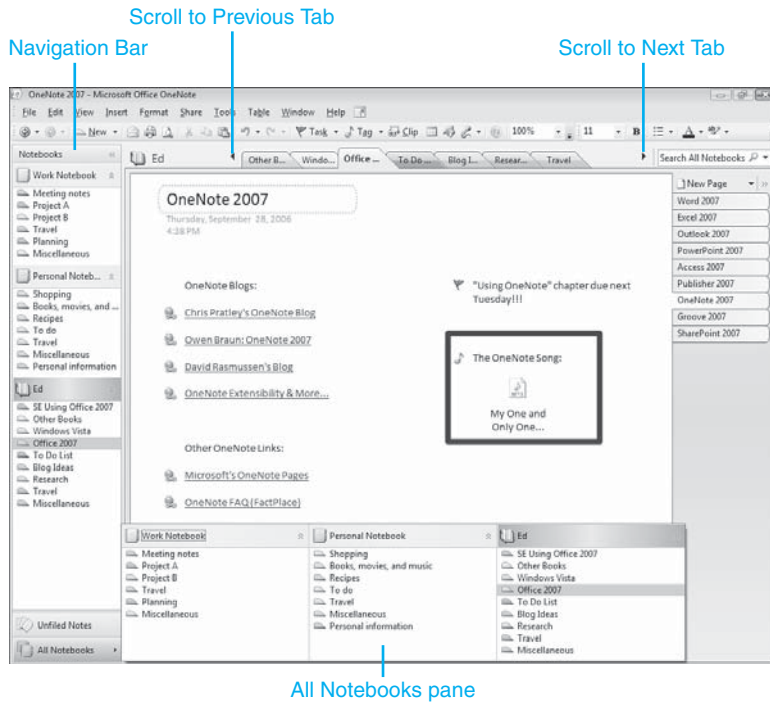 Scroll to Previous Tab
Navigation Bar
Scroll to Next Tab
OneNote 2007 - Microsoft Office OneNote
File Edit View Insert Format Share Tools Table Window Help
New Task Tag Clip 100% 11 B A
Notebooks
Ed
Other B... Windo... Office ... To Do ... Blog I... Resear... Travel
Search All Notebooks
Work Notebook
Meeting notes
Project A
Project B
Travel
Planning
Miscellaneous
Personal Noteb...
Shopping
Books, movies, and ...
Recipes
To do
Travel
Miscellaneous
Personal information
Ed
SE Using Office 2007
Other Books
Windows Vista
Office 2007
To Do List
Blog Ideas
Research
Travel
Miscellaneous
Unfiled Notes
All Notebooks
OneNote 2007
Thursday, September 28, 2006
4:38 PM
OneNote Blogs:
Chris Pratley's OneNote Blog
Owen Braun: OneNote 2007
David Rasmussen's Blog
OneNote Extensibility & More...
Other OneNote Links:
Microsoft's OneNote Pages
OneNote FAQ (FactPlace)
"Using OneNote" chapter due next
Tuesday!!!
The OneNote Song:
My One and
Only One...
New Page
Word 2007
Excel 2007
Outlook 2007
PowerPoint 2007
Access 2007
Publisher 2007
OneNote 2007
Groove 2007
SharePoint 2007
Work Notebook
Meeting notes
Project A
Project B
Travel
Planning
Miscellaneous
Personal Notebook
Shopping
Books, movies, and music
Recipes
To do
Travel
Miscellaneous
Personal information
Ed
SE Using Office 2007
Other Books
Windows Vista
Office 2007
To Do List
Blog Ideas
Research
Travel
Miscellaneous
All Notebooks pane